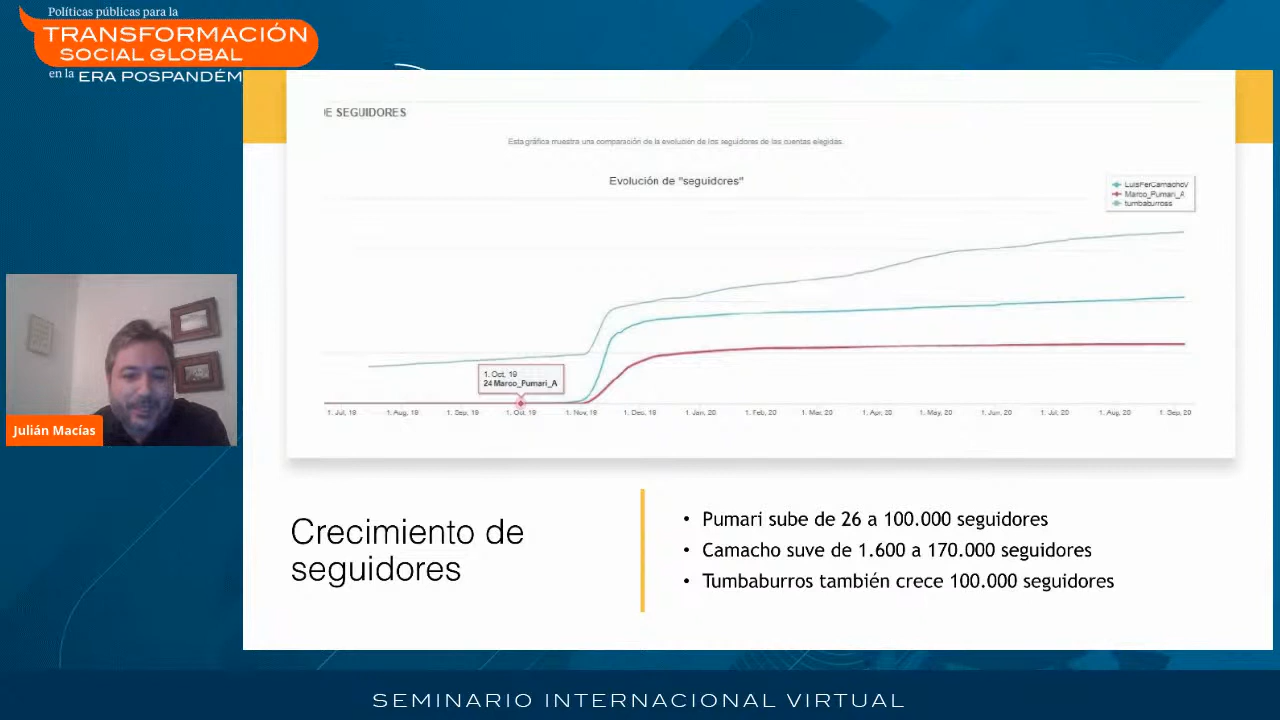 Políticas públicas para la
TRANSFORMACIÓN
SOCIAL GLOBAL
en la ERA POSPANDÉM
DE SEGUIDORES
Esta gráfica muestra una comparación de la evolución de los seguidores de las cuentas elegidas.
Evolución de "seguidores"
LuisFerCamachoV
Marco_Pumari_A
tumbaburross
1. Oct, 19
24 Marco_Pumari_A
1. Jul, 19 1. Aug, 19 1. Sep, 19 1. Oct, 19 1. Nov, 19 1. Dec, 19 1. Jan, 20 1. Feb, 20 1. Mar, 20 1. Apr, 20 1. May, 20 1. Jun, 20 1. Jul, 20 1. Aug, 20 1. Sep, 20
Julián Macías
Crecimiento de
seguidores
• Pumari sube de 26 a 100.000 seguidores
• Camacho suve de 1.600 a 170.000 seguidores
• Tumbaburros también crece 100.000 seguidores
SEMINARIO INTERNACIONAL VIRTUAL